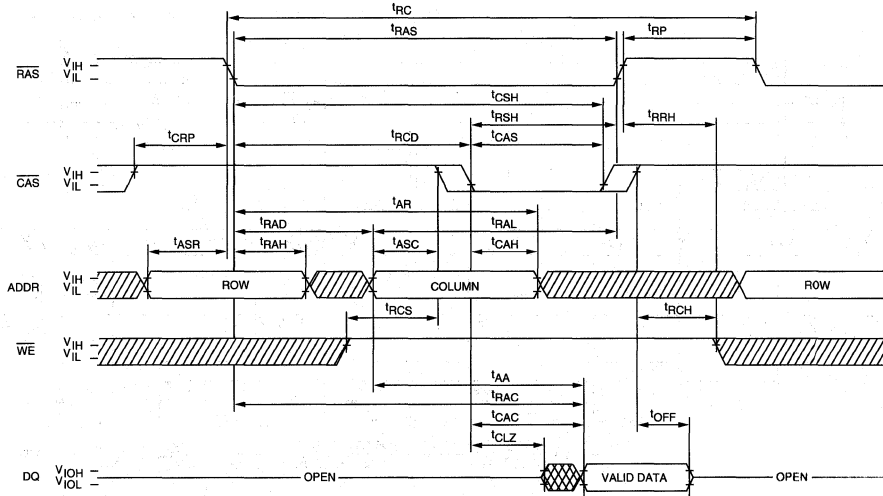 tRC
tRAS
tRP
RAS
VIH
VIL
tCSH
tRSH
tRRH
tCRP
tRCD
tCAS
CAS
VIH
VIL
tAR
tRAD
tRAL
tASR
tRAH
tASC
tCAH
ADDR
VIH
VIL
ROW
COLUMN
ROW
tRCS
tRCH
WE
VIH
VIL
tAA
tRAC
tCAC
tOFF
tCLZ
DQ
VIOH
VIOL
OPEN
VALID DATA
OPEN